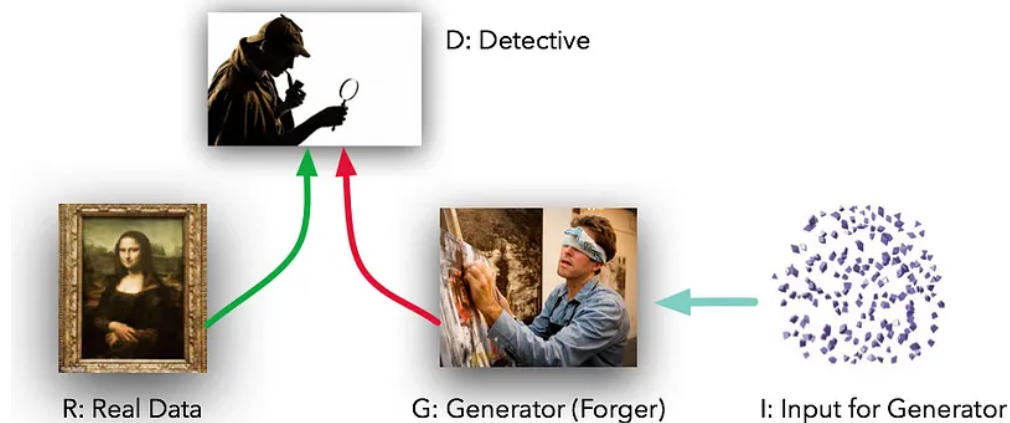 D: Detective
R: Real Data
G: Generator (Forger)
I: Input for Generator